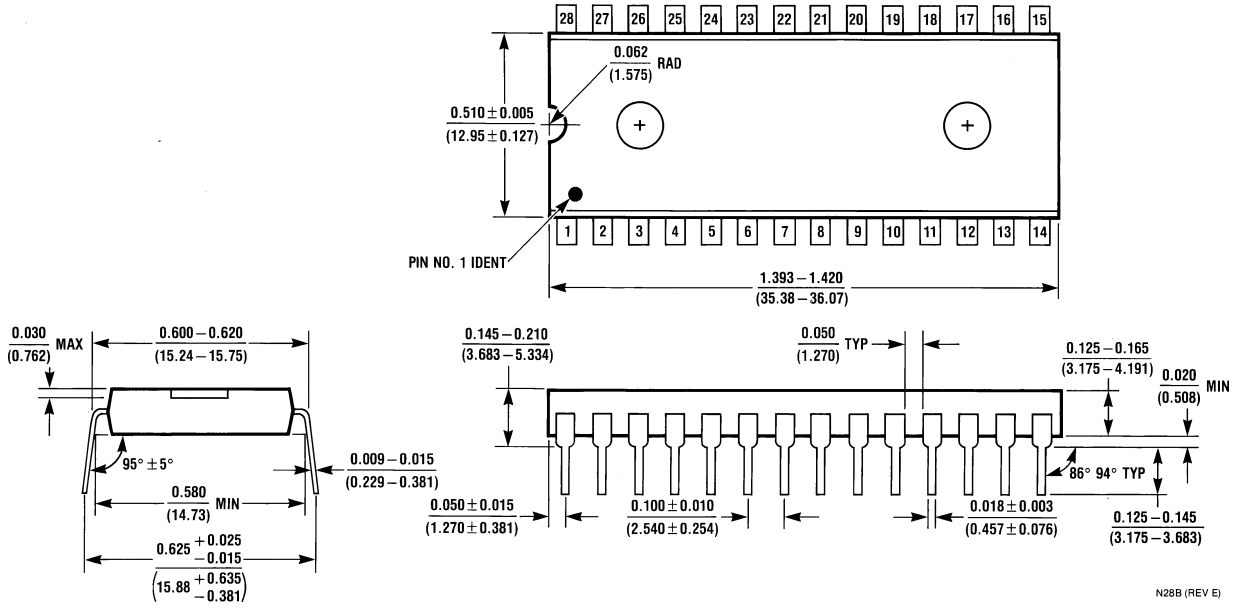 28 27 26 25 24 23 22 21 20 19 18 17 16 15
0.062
(1.575)
RAD
0.510 ± 0.005
(12.95 ± 0.127)
1 2 3 4 5 6 7 8 9 10 11 12 13 14
PIN NO. 1 IDENT
1.393 – 1.420
(35.38 – 36.07)
0.030
(0.762)
MAX
0.600 – 0.620
(15.24 – 15.75)
0.145 – 0.210
(3.683 – 5.334)
0.050
(1.270)
TYP
0.125 – 0.165
(3.175 – 4.191)
0.020
(0.508)
MIN
95° ± 5°
0.009 – 0.015
(0.229 – 0.381)
86° 94° TYP
0.580
(14.73)
MIN
0.050 ± 0.015
(1.270 ± 0.381)
0.100 ± 0.010
(2.540 ± 0.254)
0.018 ± 0.003
(0.457 ± 0.076)
0.125 – 0.145
(3.175 – 3.683)
0.625 + 0.025
– 0.015
(15.88 + 0.635
– 0.381)
N28B (REV E)